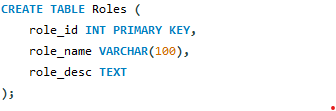 CREATE TABLE Roles (
    role_id INT PRIMARY KEY,
    role_name VARCHAR(100),
    role_desc TEXT
);